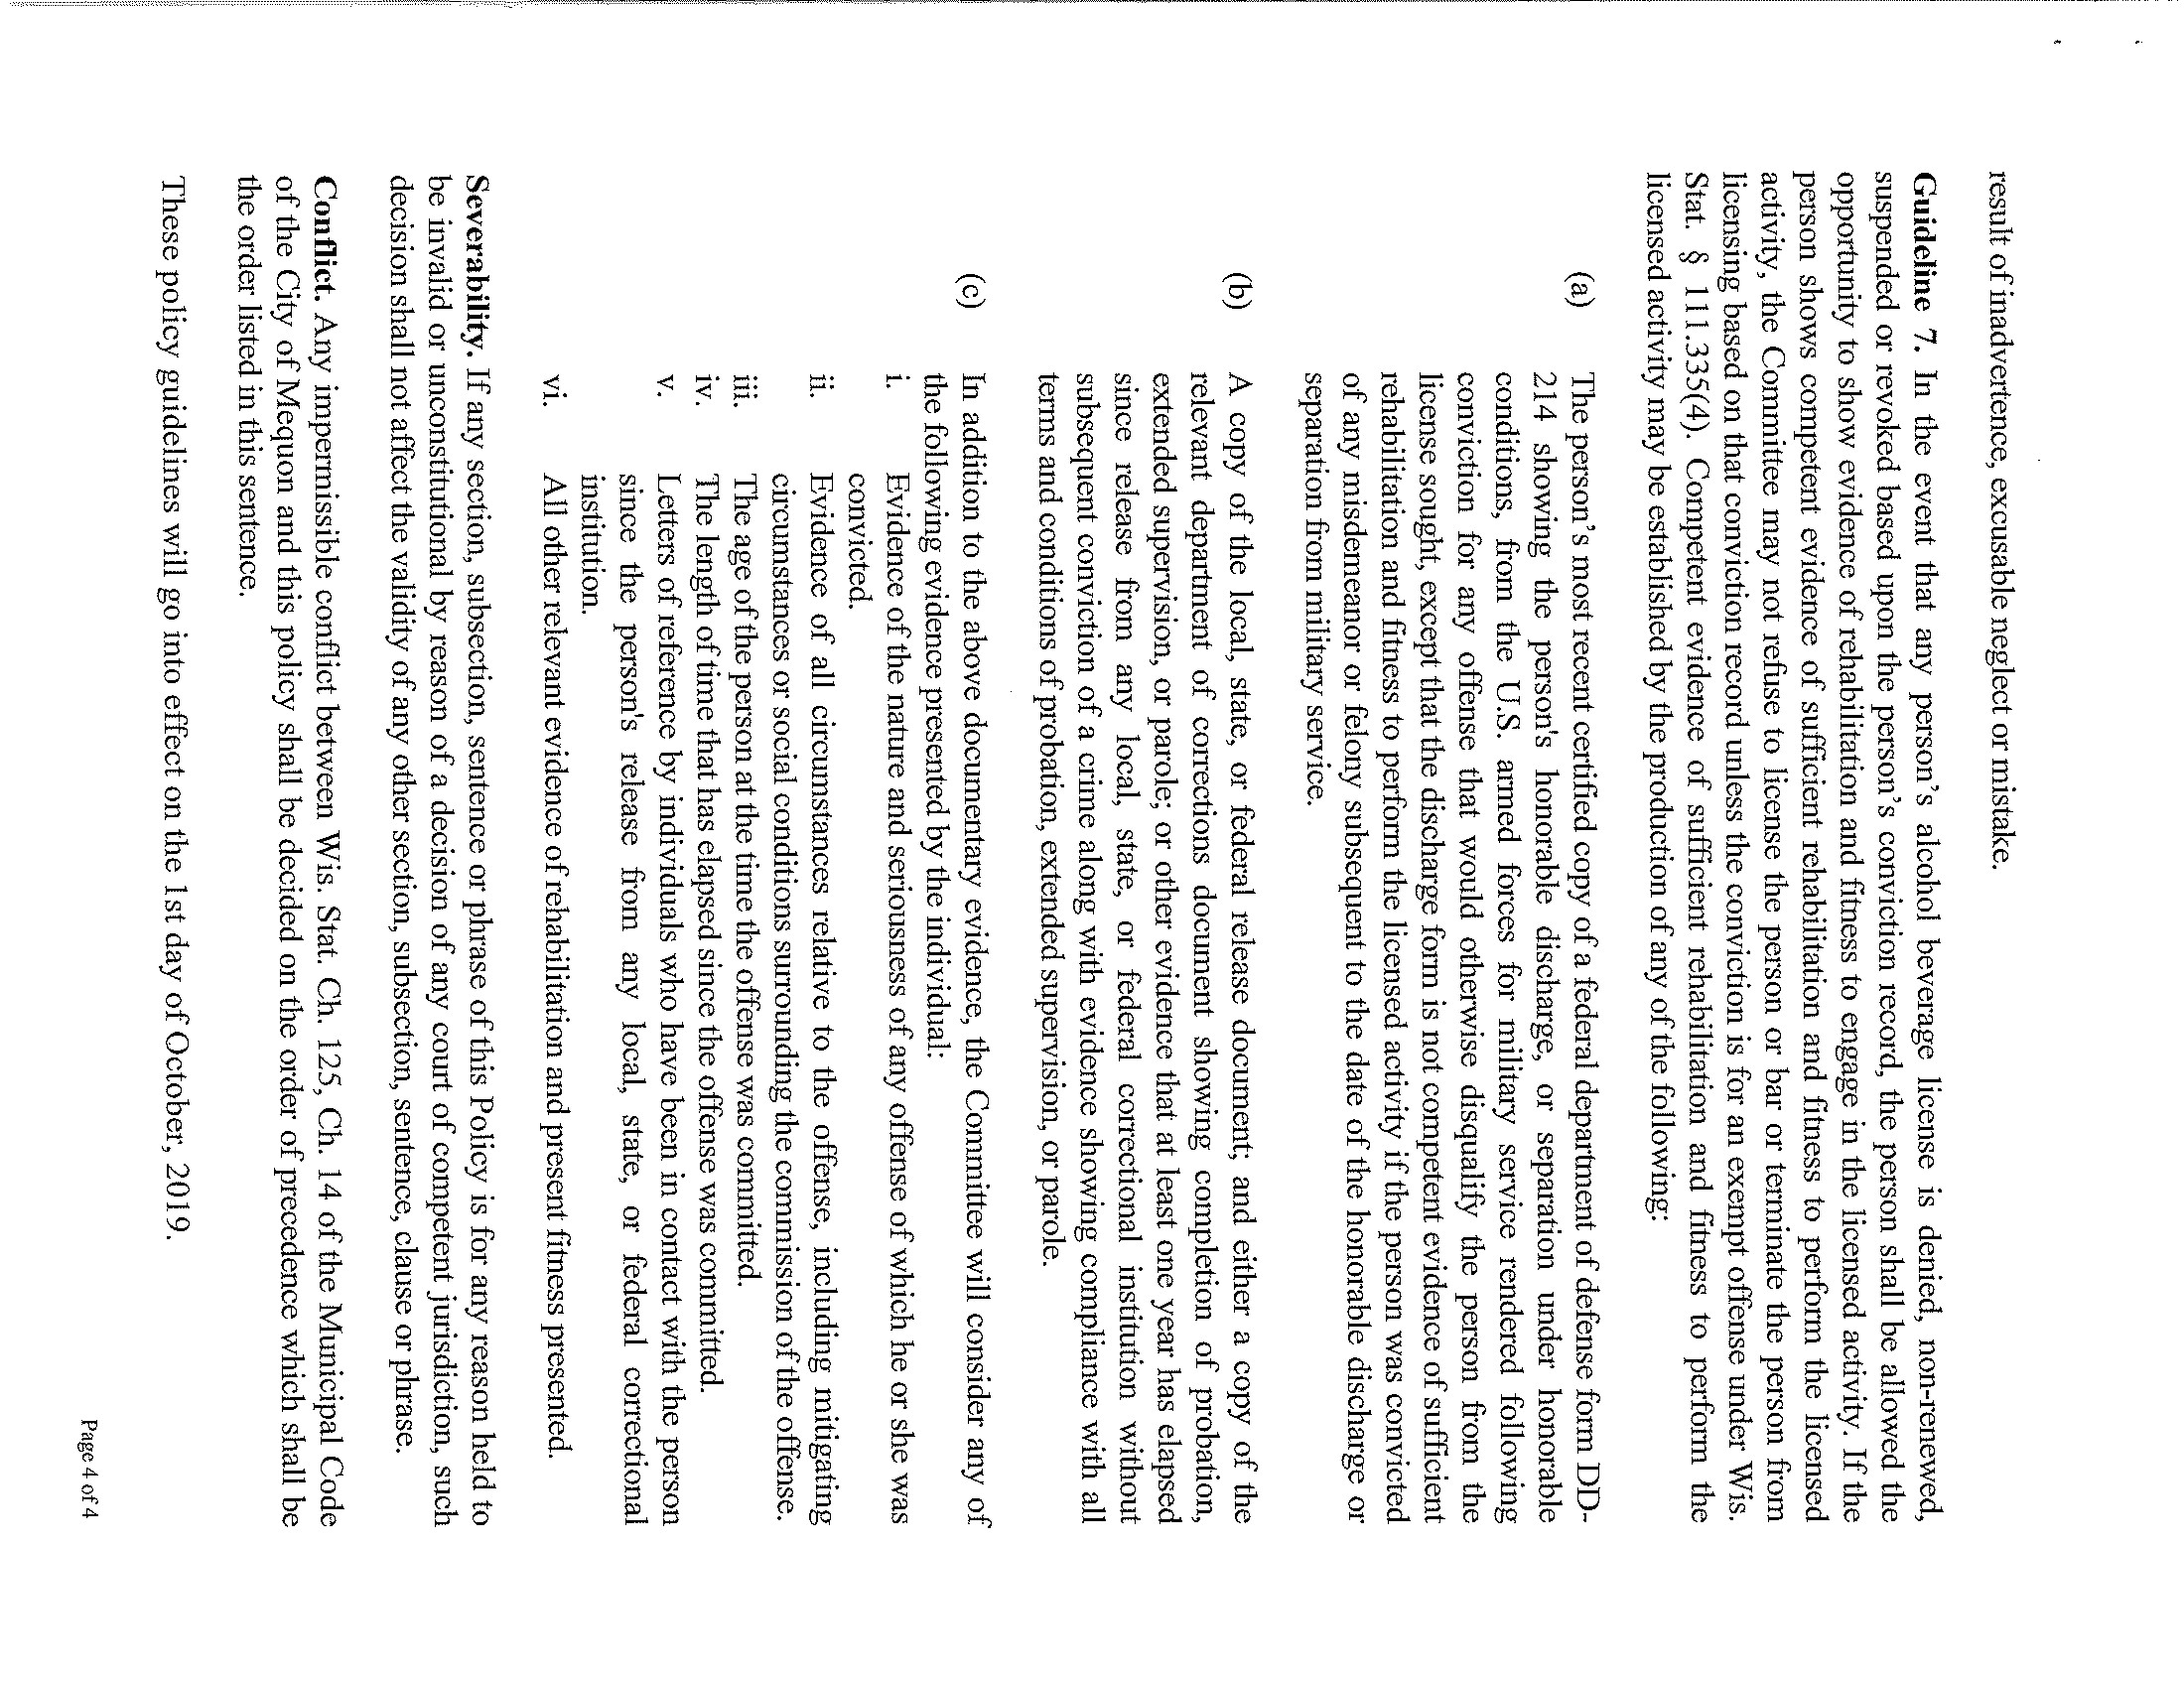 result of inadvertence, excusable neglect or mistake.
Guideline 7. In the event that any person's alcohol beverage license is denied, non-renewed,
suspended or revoked based upon the person's conviction record, the person shall be allowed the
opportunity to show evidence of rehabilitation and fitness to engage in the licensed activity. If the
person shows competent evidence of sufficient rehabilitation and fitness to perform the licensed
activity, the Committee may not refuse to license the person or bar or terminate the person from
licensing based on that conviction record unless the conviction is for an exempt offense under Wis.
Stat. § 111.335(4). Competent evidence of sufficient rehabilitation and fitness to perform the
licensed activity may be established by the production of any of the following:
(a) The person's most recent certified copy of a federal department of defense form DD-
214 showing the person's honorable discharge, or separation under honorable
conditions, from the U.S. armed forces for military service rendered following
conviction for any offense that would otherwise disqualify the person from the
license sought, except that the discharge form is not competent evidence of sufficient
rehabilitation and fitness to perform the licensed activity if the person was convicted
of any misdemeanor or felony subsequent to the date of the honorable discharge or
separation from military service.
(b) A copy of the local, state, or federal release document; and either a copy of the
relevant department of corrections document showing completion of probation,
extended supervision, or parole; or other evidence that at least one year has elapsed
since release from any local, state, or federal correctional institution without
subsequent conviction of a crime along with evidence showing compliance with all
terms and conditions of probation, extended supervision, or parole.
(c) In addition to the above documentary evidence, the Committee will consider any of
the following evidence presented by the individual:
i. Evidence of the nature and seriousness of any offense of which he or she was
convicted.
ii. Evidence of all circumstances relative to the offense, including mitigating
circumstances or social conditions surrounding the commission of the offense.
iii. The age of the person at the time the offense was committed.
iv. The length of time that has elapsed since the offense was committed.
v. Letters of reference by individuals who have been in contact with the person
since the person's release from any local, state, or federal correctional
institution.
vi. All other relevant evidence of rehabilitation and present fitness presented.
Severability. If any section, subsection, sentence or phrase of this Policy is for any reason held to
be invalid or unconstitutional by reason of a decision of any court of competent jurisdiction, such
decision shall not affect the validity of any other section, subsection, sentence, clause or phrase.
Conflict. Any impermissible conflict between Wis. Stat. Ch. 125, Ch. 14 of the Municipal Code
of the City of Mequon and this policy shall be decided on the order of precedence which shall be
the order listed in this sentence.
These policy guidelines will go into effect on the 1st day of October, 2019.
Page 4 of 4